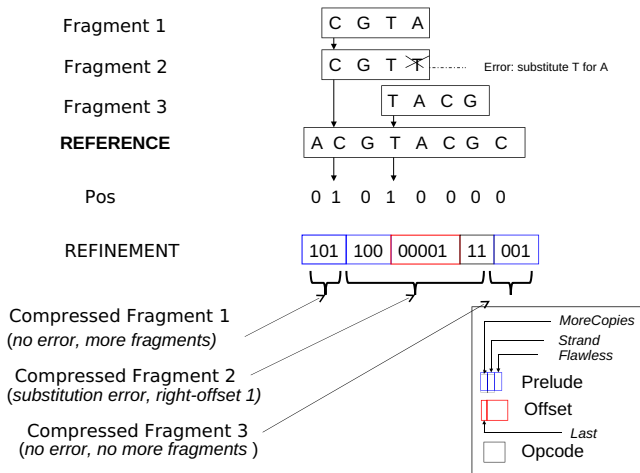 Fragment 1 C G T A
Fragment 2 C G T T Error: substitute T for A
Fragment 3 T A C G
REFERENCE A C G T A C G C
Pos 0 1 0 1 0 0 0 0
REFINEMENT 101 100 00001 11 001
Compressed Fragment 1
(no error, more fragments)
Compressed Fragment 2
(substitution error, right-offset 1)
Compressed Fragment 3
(no error, no more fragments )
MoreCopies
Strand
Flawless
Prelude
Offset
Last
Opcode